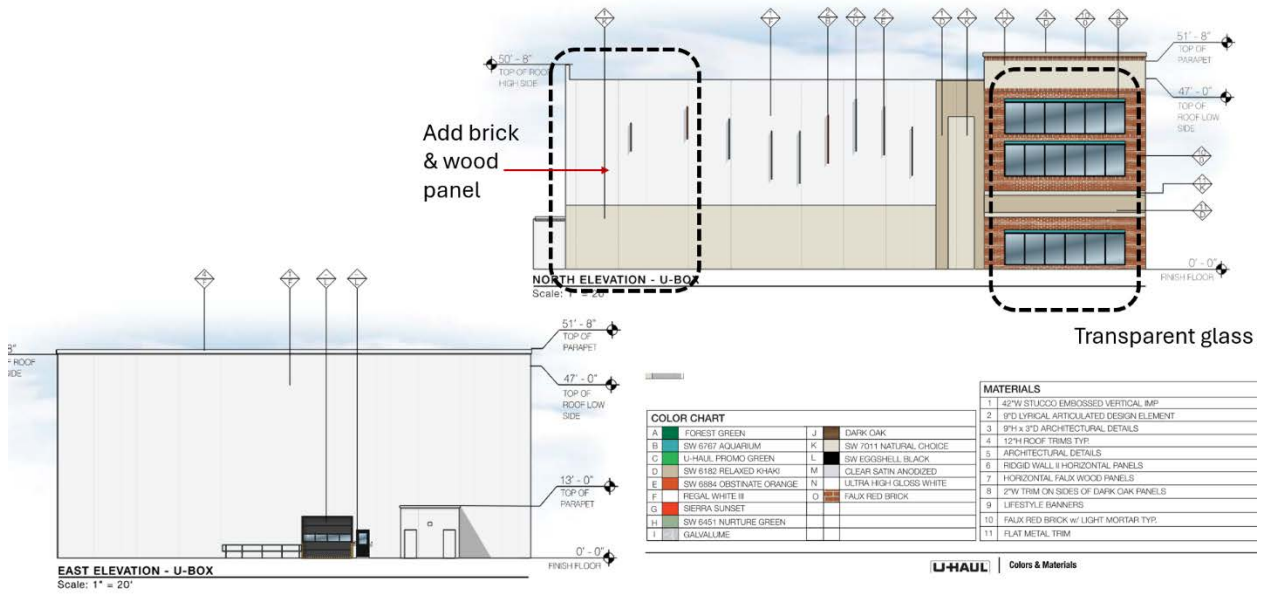 50' - 8"
TOP OF ROOF
HIGH SIDE
51' - 8"
TOP OF
PARAPET
47' - 0"
TOP OF
ROOF LOW
SIDE
Add brick
& wood
panel
0' - 0"
FINISH FLOOR
NORTH ELEVATION - U-BOX
Scale: 1" = 20'
Transparent glass
8"
ROOF
SIDE
51' - 8"
TOP OF
PARAPET
47' - 0"
TOP OF
ROOF LOW
SIDE
13' - 0"
TOP OF
PARAPET
0' - 0"
FINISH FLOOR
EAST ELEVATION - U-BOX
Scale: 1" = 20'
COLOR CHART
A FOREST GREEN J DARK OAK
B SW 6767 AQUARIUM K SW 7011 NATURAL CHOICE
C U-HAUL PROMO GREEN L SW EGGSHELL BLACK
D SW 6182 RELAXED KHAKI M CLEAR SATIN ANODIZED
E SW 6884 OBSTINATE ORANGE N ULTRA HIGH GLOSS WHITE
F REGAL WHITE III O FAUX RED BRICK
G SIERRA SUNSET
H SW 6451 NURTURE GREEN
I GALVALUME
MATERIALS
1 42"W STUCCO EMBOSSED VERTICAL IMP
2 9"D LYRICAL ARTICULATED DESIGN ELEMENT
3 9"H x 3"D ARCHITECTURAL DETAILS
4 12"H ROOF TRIMS TYP.
5 ARCHITECTURAL DETAILS
6 RIDGID WALL II HORIZONTAL PANELS
7 HORIZONTAL FAUX WOOD PANELS
8 2"W TRIM ON SIDES OF DARK OAK PANELS
9 LIFESTYLE BANNERS
10 FAUX RED BRICK w/ LIGHT MORTAR TYP.
11 FLAT METAL TRIM
U-HAUL Colors & Materials